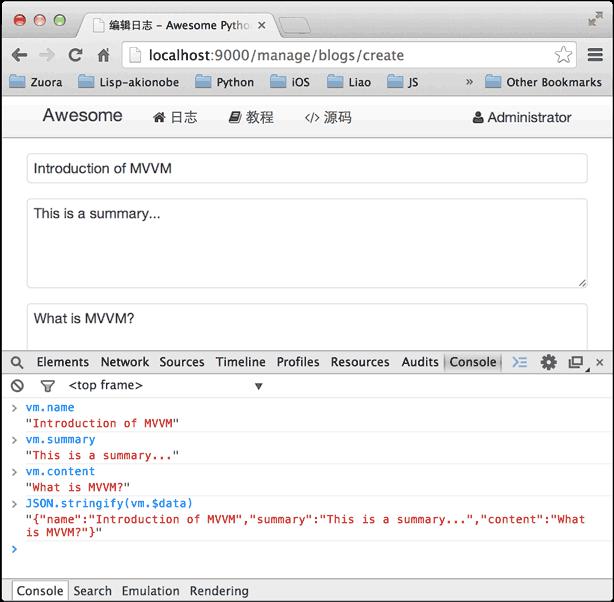 编辑日志 - Awesome Pytho
localhost:9000/manage/blogs/create
Zuora Lisp-akionobe Python iOS Liao JS » Other Bookmarks
Awesome 日志 教程 </> 源码 Administrator
Introduction of MVVM
This is a summary...
What is MVVM?
Elements Network Sources Timeline Profiles Resources Audits Console
<top frame>
> vm.name
"Introduction of MVVM"
> vm.summary
"This is a summary..."
> vm.content
"What is MVVM?"
> JSON.stringify(vm.$data)
"{"name":"Introduction of MVVM","summary":"This is a summary...","content":"What
is MVVM?"}"
>
Console Search Emulation Rendering